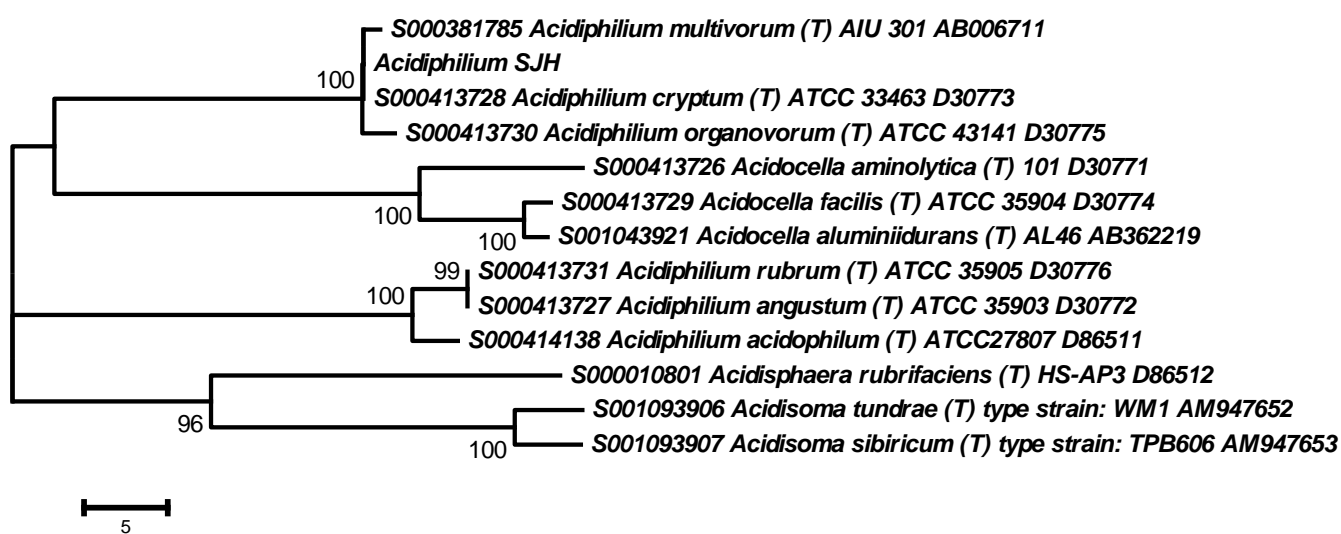 S000381785 Acidiphilium multivorum (T) AIU 301 AB006711
Acidiphilium SJH
100
S000413728 Acidiphilium cryptum (T) ATCC 33463 D30773
S000413730 Acidiphilium organovorum (T) ATCC 43141 D30775
S000413726 Acidocella aminolytica (T) 101 D30771
100
S000413729 Acidocella facilis (T) ATCC 35904 D30774
100
S001043921 Acidocella aluminiidurans (T) AL46 AB362219
99
S000413731 Acidiphilium rubrum (T) ATCC 35905 D30776
100
S000413727 Acidiphilium angustum (T) ATCC 35903 D30772
S000414138 Acidiphilium acidophilum (T) ATCC27807 D86511
S000010801 Acidisphaera rubrifaciens (T) HS-AP3 D86512
96
S001093906 Acidisoma tundrae (T) type strain: WM1 AM947652
100
S001093907 Acidisoma sibiricum (T) type strain: TPB606 AM947653
5